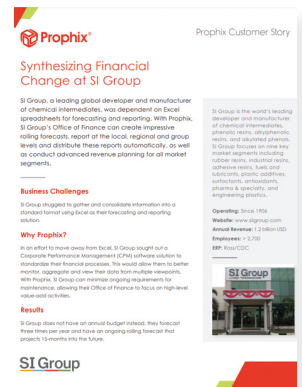 Prophix®
Prophix Customer Story
Synthesizing Financial
Change at SI Group
SI Group, a leading global developer and manufacturer
of chemical intermediates, was dependent on Excel
spreadsheets for forecasting and reporting. With Prophix,
SI Group's Office of Finance can create impressive
rolling forecasts, report at the local, regional and group
levels and distribute these reports automatically, as well
as conduct advanced revenue planning for all market
segments.
Business Challenges
SI Group struggled to gather and consolidate information into a
standard format using Excel as their forecasting and reporting
solution.
Why Prophix?
In an effort to move away from Excel, SI Group sought out a
Corporate Performance Management (CPM) software solution to
standardize their financial processes. This would allow them to better
monitor, aggregate and view their data from multiple viewpoints.
With Prophix, SI Group can minimize ongoing requirements for
maintenance, allowing their Office of Finance to focus on high-level
value-add activities.
Results
SI Group does not have an annual budget instead, they forecast
three times per year and have an ongoing rolling forecast that
projects 15-months into the future.
SI Group
SI Group is the world's leading
developer and manufacturer
of chemical intermediates,
phenolic resins, alkylphenolic
resins, and alkylated phenols.
SI Group focuses on nine key
market segments including
rubber resins, industrial resins,
adhesive resins, fuels and
lubricants, plastic additives,
surfactants, antioxidants,
pharma & specialty, and
engineering plastics.
Operating: Since 1906
Website: www.siigroup.com
Annual Revenue: 1.2 billion USD
Employees: > 2,700
ERP: Ross/CDC
SI Group